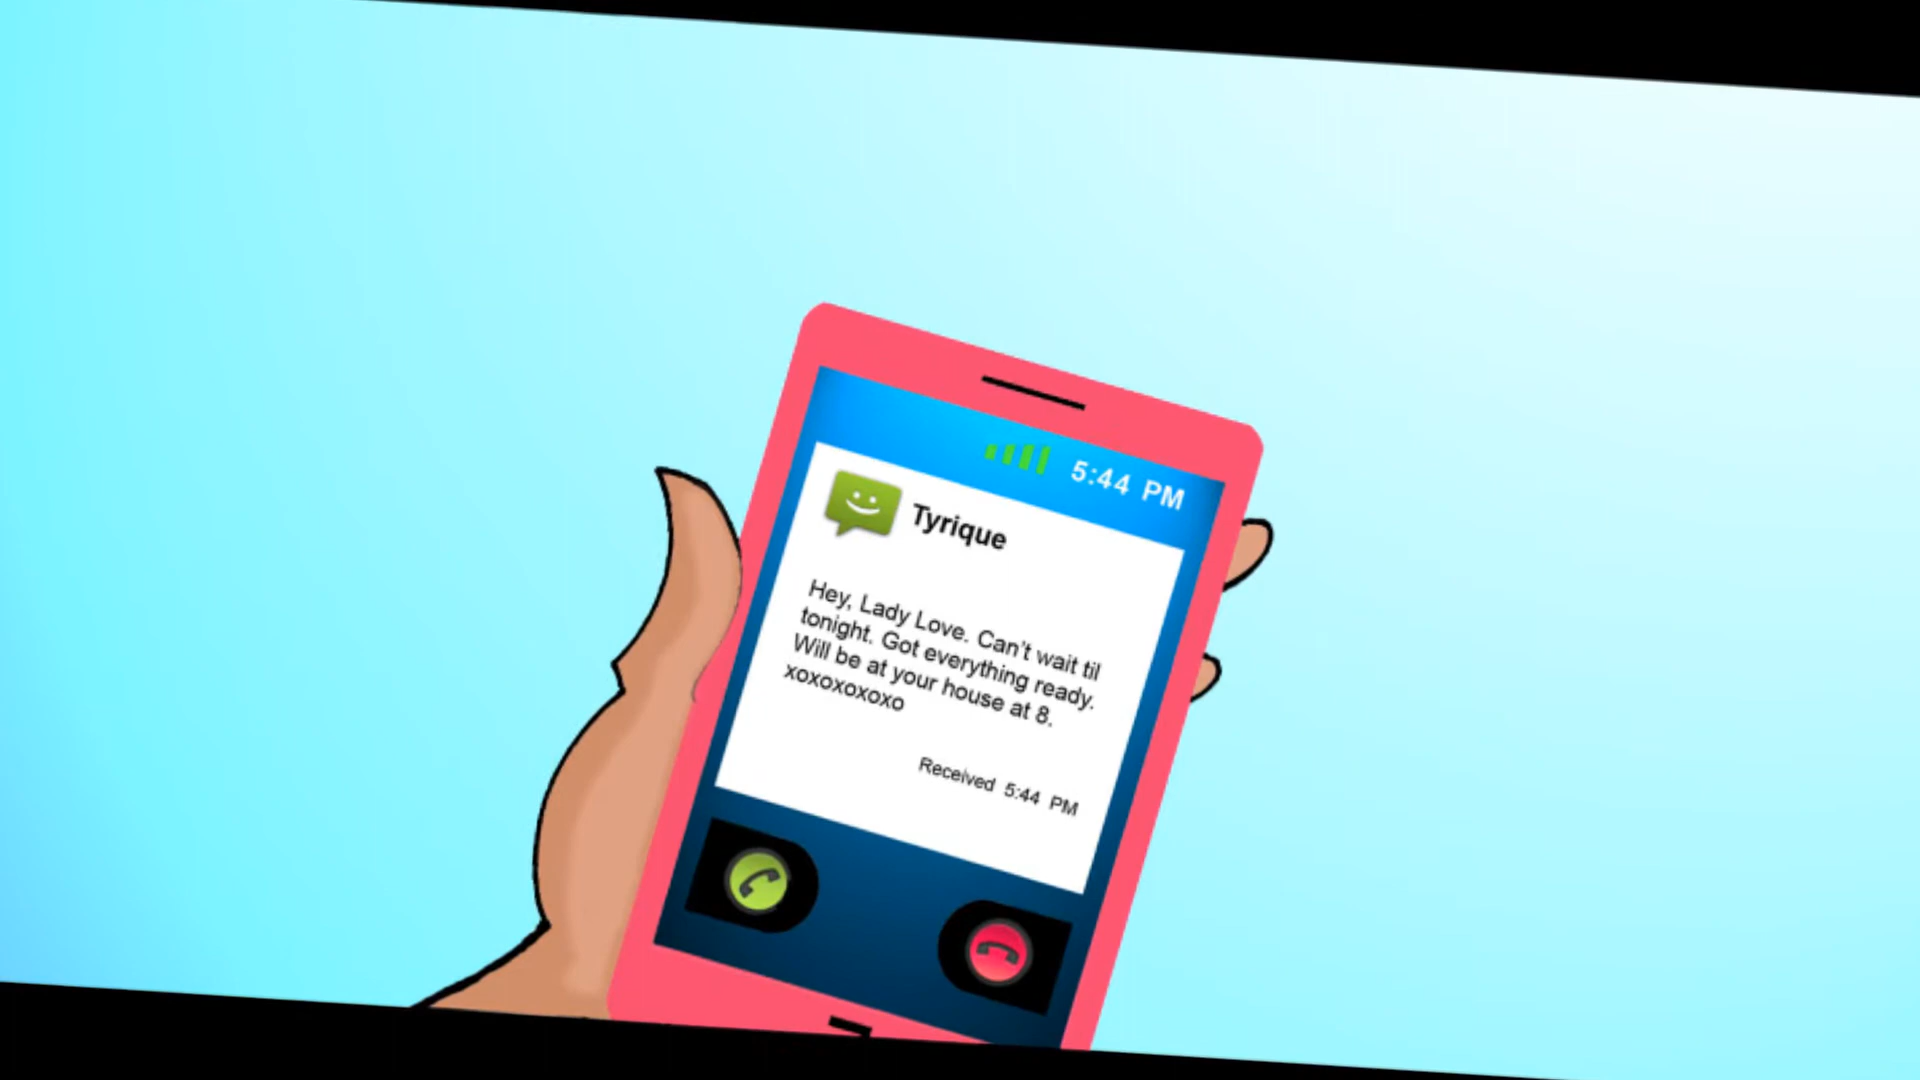 5:44 PM
Tyrique
Hey, Lady Love. Can't wait til
tonight. Got everything ready.
Will be at your house at 8.
xoxoxoxoxo
Received 5:44 PM